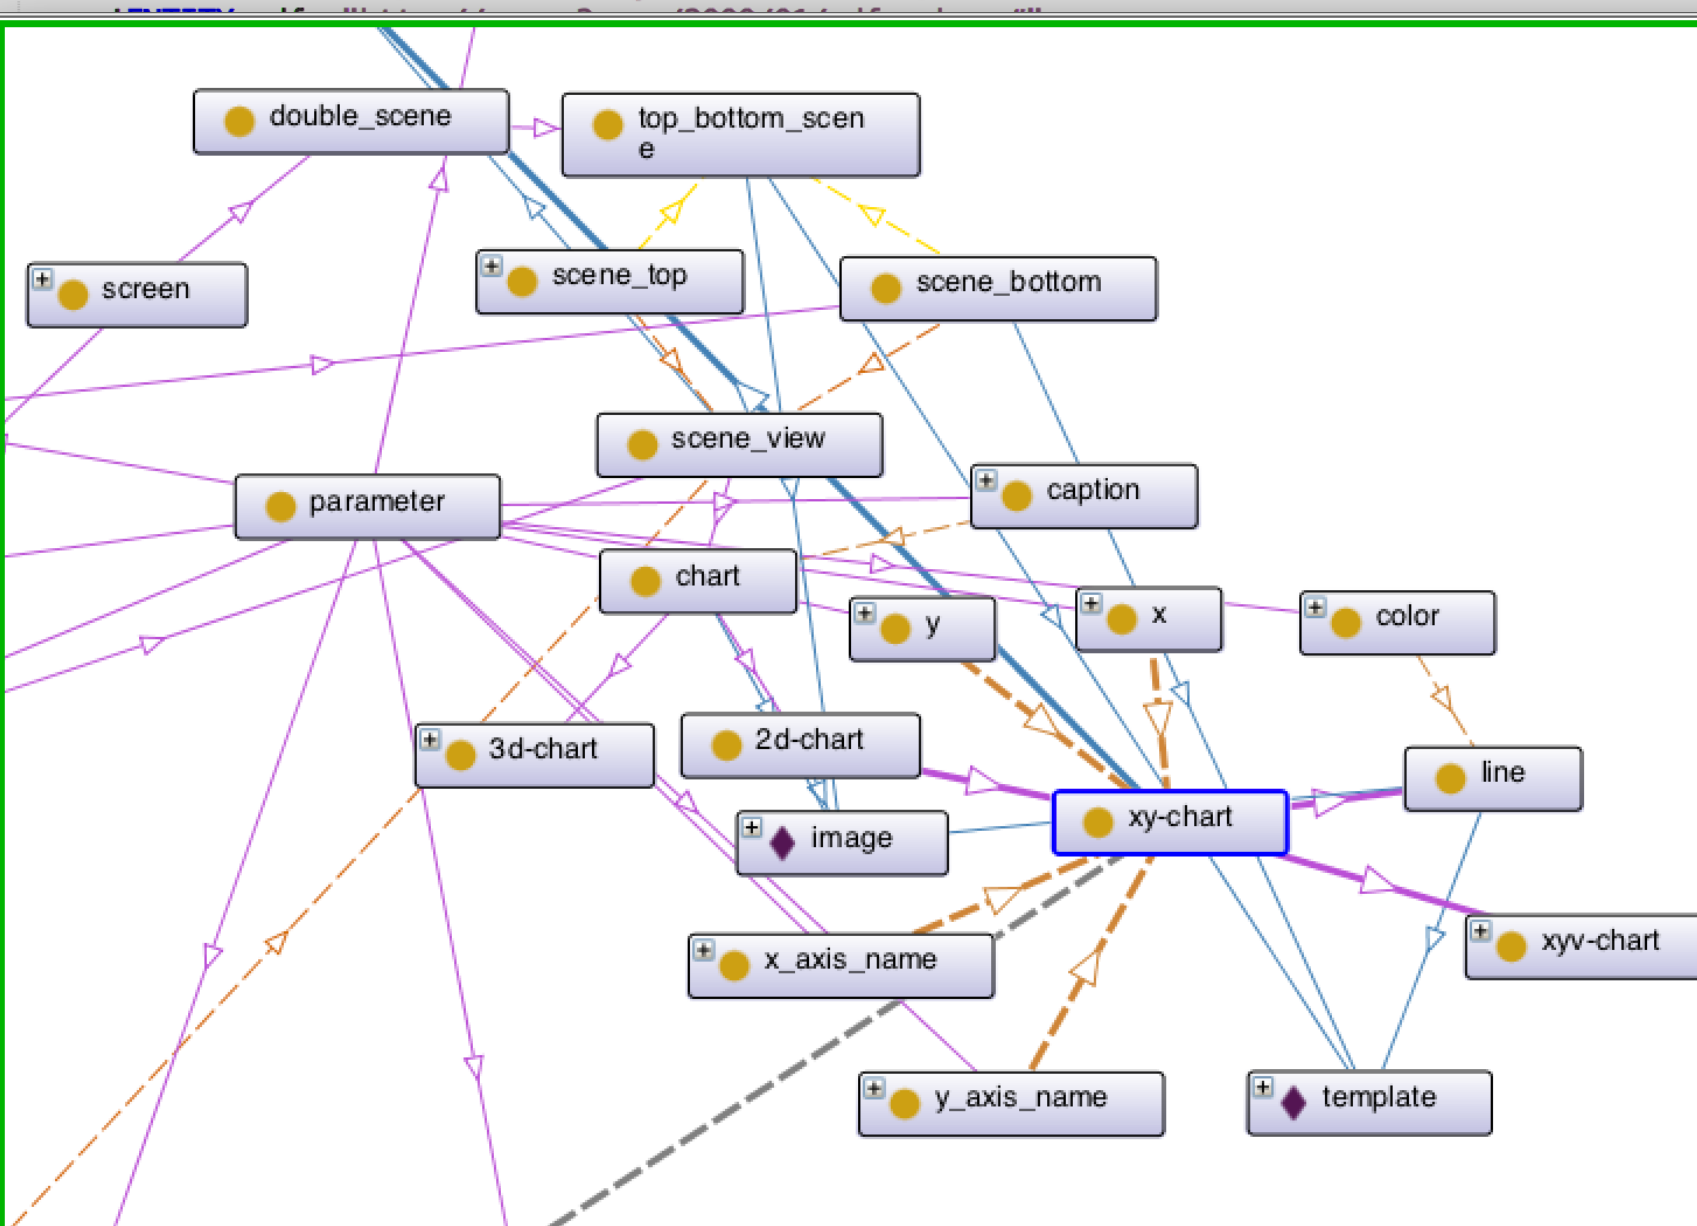 double_scene
top_bottom_scen
e
screen
scene_top
scene_bottom
scene_view
parameter
caption
chart
y
x
color
3d-chart
2d-chart
line
image
xy-chart
x_axis_name
xyv-chart
y_axis_name
template